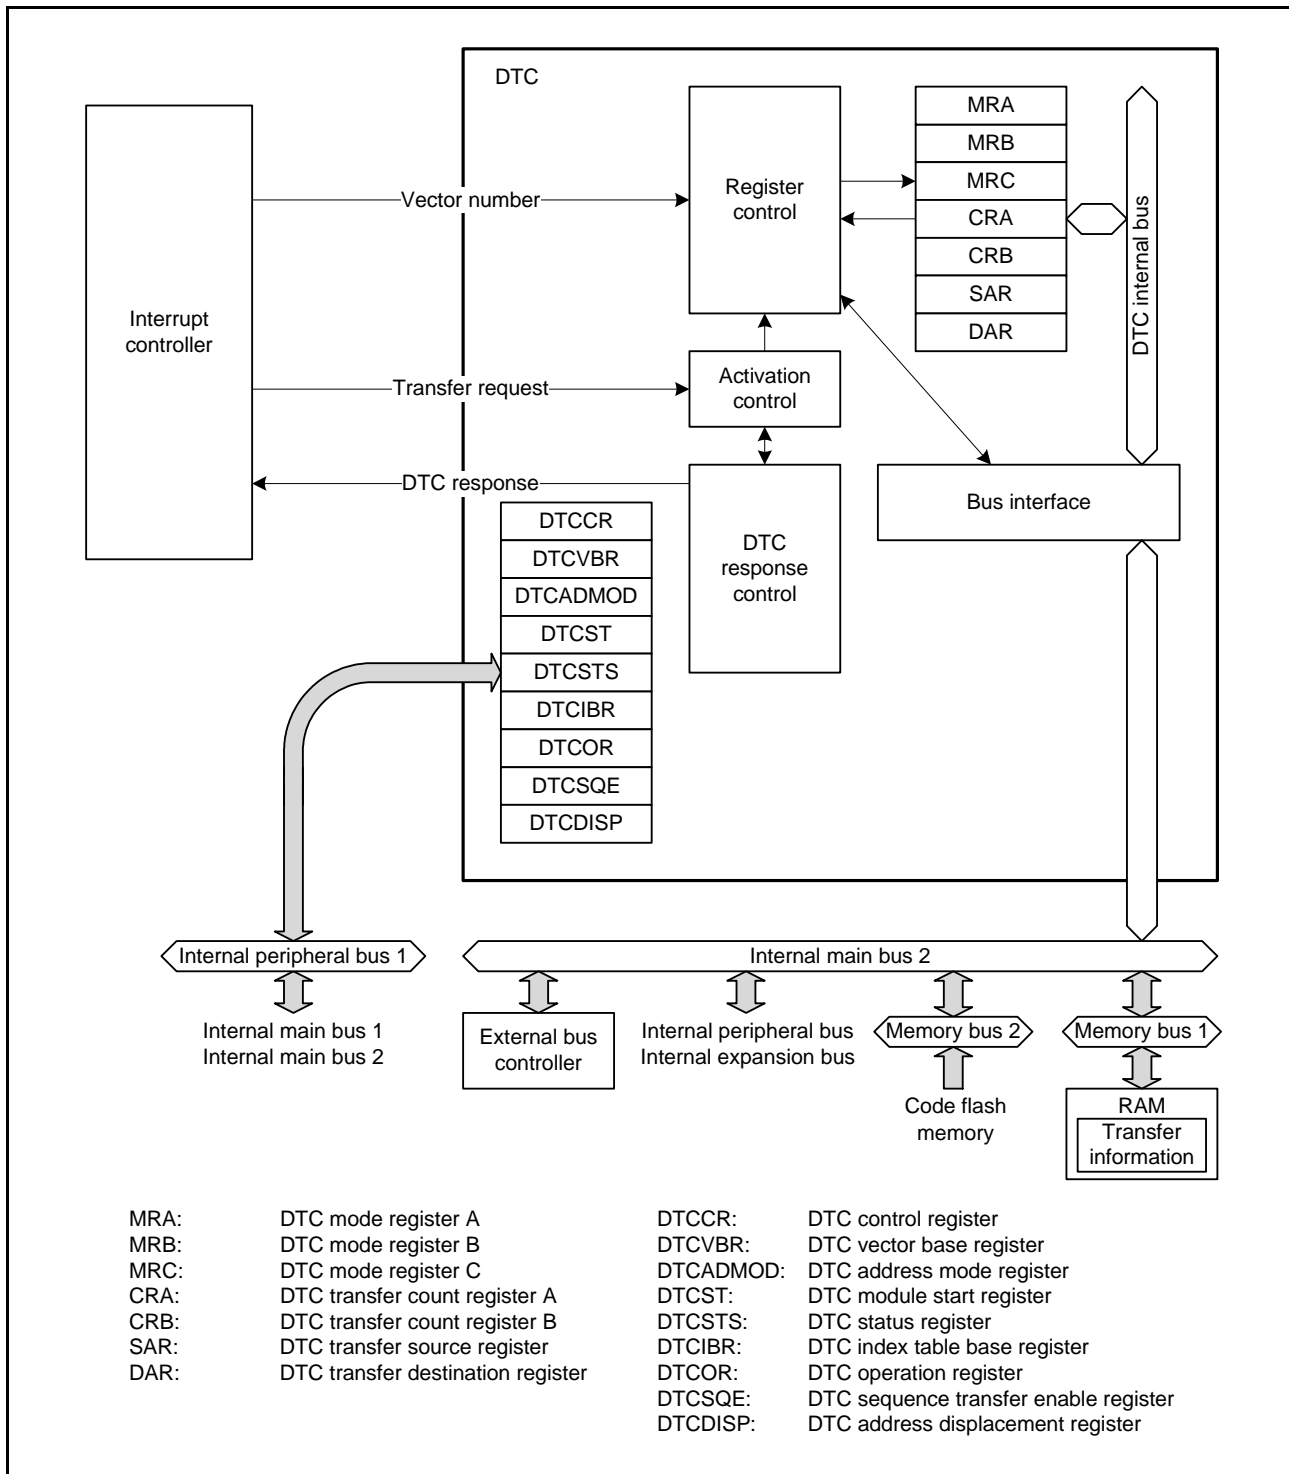 DTC
MRA
MRB
MRC
CRA
CRB
SAR
DAR
Register
control
Vector number
DTC internal bus
Interrupt
controller
Activation
control
Transfer request
DTC response
Bus interface
DTCCR
DTCVBR
DTCADMOD
DTCST
DTCSTS
DTCIBR
DTCOR
DTCSQE
DTCDISP
DTC
response
control
Internal peripheral bus 1
Internal main bus 2
Internal main bus 1
Internal main bus 2
External bus
controller
Internal peripheral bus
Internal expansion bus
Memory bus 2
Memory bus 1
Code flash
memory
RAM
Transfer
information
MRA: DTC mode register A
MRB: DTC mode register B
MRC: DTC mode register C
CRA: DTC transfer count register A
CRB: DTC transfer count register B
SAR: DTC transfer source register
DAR: DTC transfer destination register
DTCCR: DTC control register
DTCVBR: DTC vector base register
DTCADMOD: DTC address mode register
DTCST: DTC module start register
DTCSTS: DTC status register
DTCIBR: DTC index table base register
DTCOR: DTC operation register
DTCSQE: DTC sequence transfer enable register
DTCDISP: DTC address displacement register